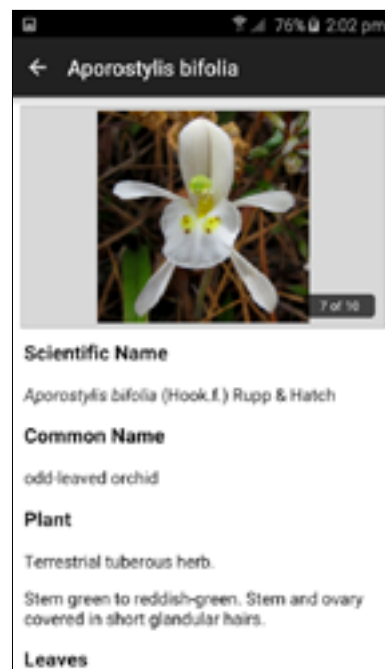 76% 2:02 pm
Aporostylis bifolia
7 of 10
Scientific Name
Aporostylis bifolia (Hook.f.) Rupp & Hatch
Common Name
odd-leaved orchid
Plant
Terrestrial tuberous herb.
Stem green to reddish-green. Stem and ovary
covered in short glandular hairs.
Leaves